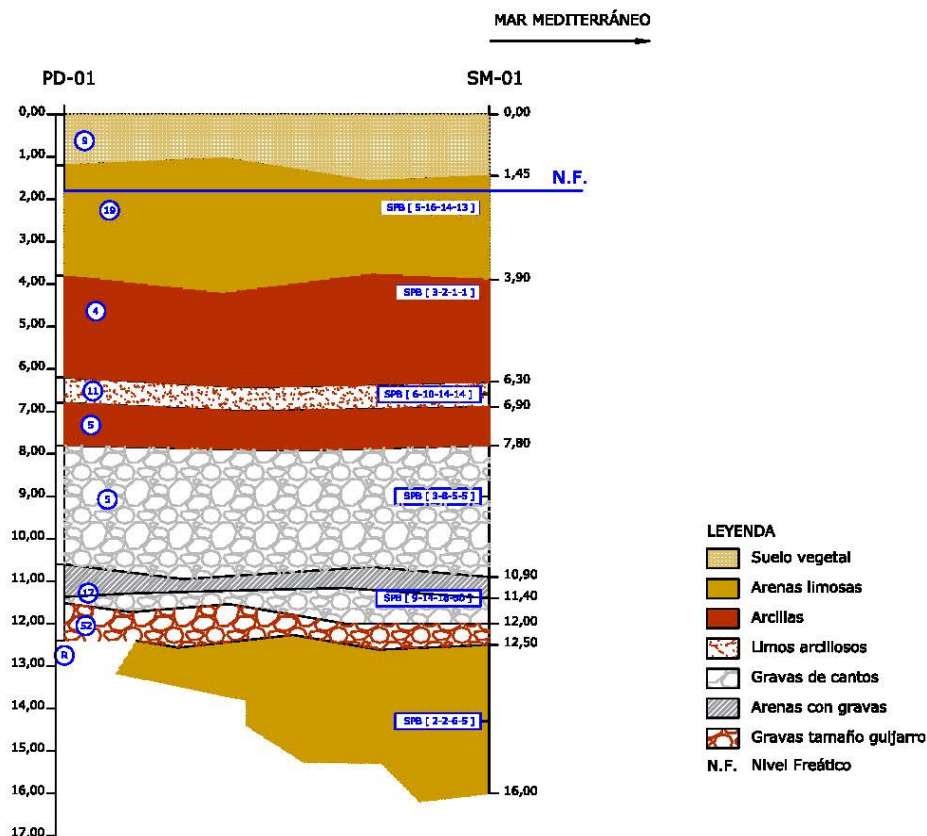 MAR MEDITERRÁNEO
PD-01
SM-01
0,00
0,00
9
1,00
1,45
N.F.
2,00
19
SPB [ 5-16-14-13 ]
3,00
3,90
4,00
SPB [ 3-2-1-1 ]
4
5,00
6,00
6,30
11
SPB [ 6-10-14-14 ]
6,90
7,00
5
7,80
8,00
9,00
5
SPB [ 3-8-5-5 ]
10,00
10,90
11,00
17
11,40
12,00
52
12,00
12,50
R
13,00
14,00
SPB [ 2-2-6-5 ]
15,00
16,00
16,00
17,00
LEYENDA
Suelo vegetal
Arenas limosas
Arcillas
Limos arcillosos
Gravas de cantos
Arenas con gravas
Gravas tamaño guijarro
N.F. Nivel Freático